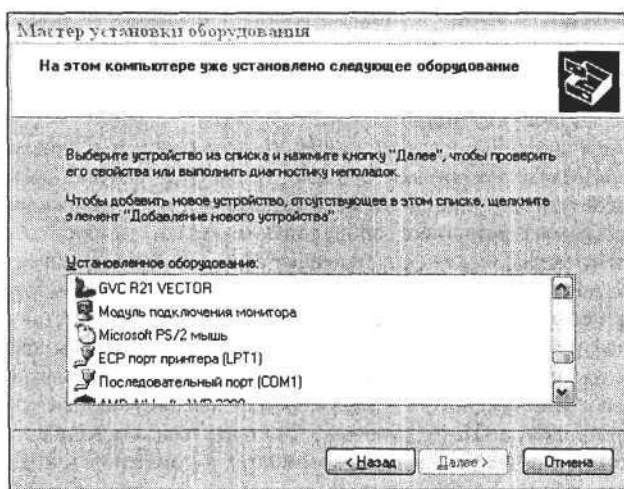 Мастер установки оборудования
На этом компьютере уже установлено следующее оборудование
Выберите устройство из списка и нажмите кнопку "Далее", чтобы проверить
его свойства или выполнить диагностику неполадок.
Чтобы добавить новое устройство, отсутствующее в этом списке, щелкните
элемент "Добавление нового устройства".
Установленное оборудование:
GVC R21 VECTOR
Модуль подключения монитора
Microsoft PS/2 мышь
ECP порт принтера (LPT1)
Последовательный порт (COM1)
< Назад
Далее >
Отмена